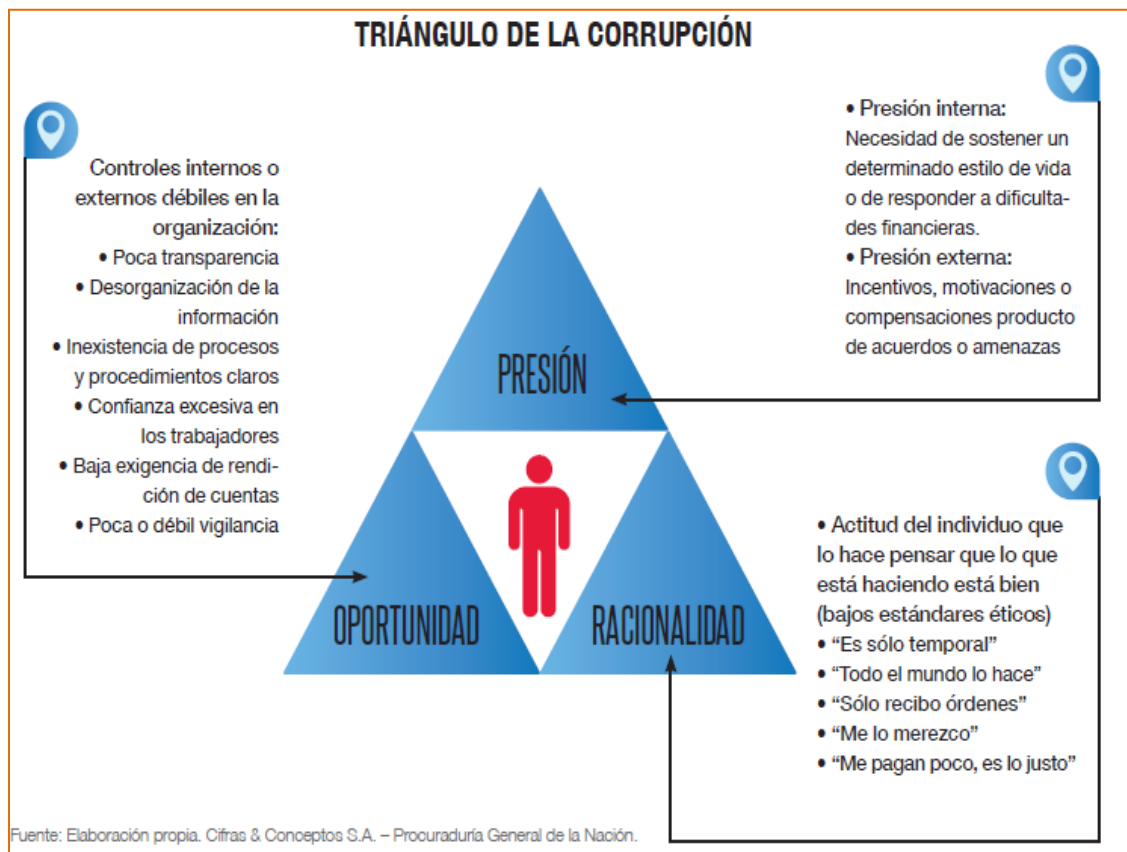 TRIÁNGULO DE LA CORRUPCIÓN
Controles internos o
externos débiles en la
organización:
• Poca transparencia
• Desorganización de la
información
• Inexistencia de procesos
y procedimientos claros
• Confianza excesiva en
los trabajadores
• Baja exigencia de rendi-
ción de cuentas
• Poca o débil vigilancia
• Presión interna:
Necesidad de sostener un
determinado estilo de vida
o de responder a dificulta-
des financieras.
• Presión externa:
Incentivos, motivaciones o
compensaciones producto
de acuerdos o amenazas
PRESIÓN
OPORTUNIDAD
RACIONALIDAD
• Actitud del individuo que
lo hace pensar que lo que
está haciendo está bien
(bajos estándares éticos)
• “Es sólo temporal”
• “Todo el mundo lo hace”
• “Sólo recibo órdenes”
• “Me lo merezco”
• “Me pagan poco, es lo justo”
Fuente: Elaboración propia. Cifras & Conceptos S.A. – Procuraduría General de la Nación.